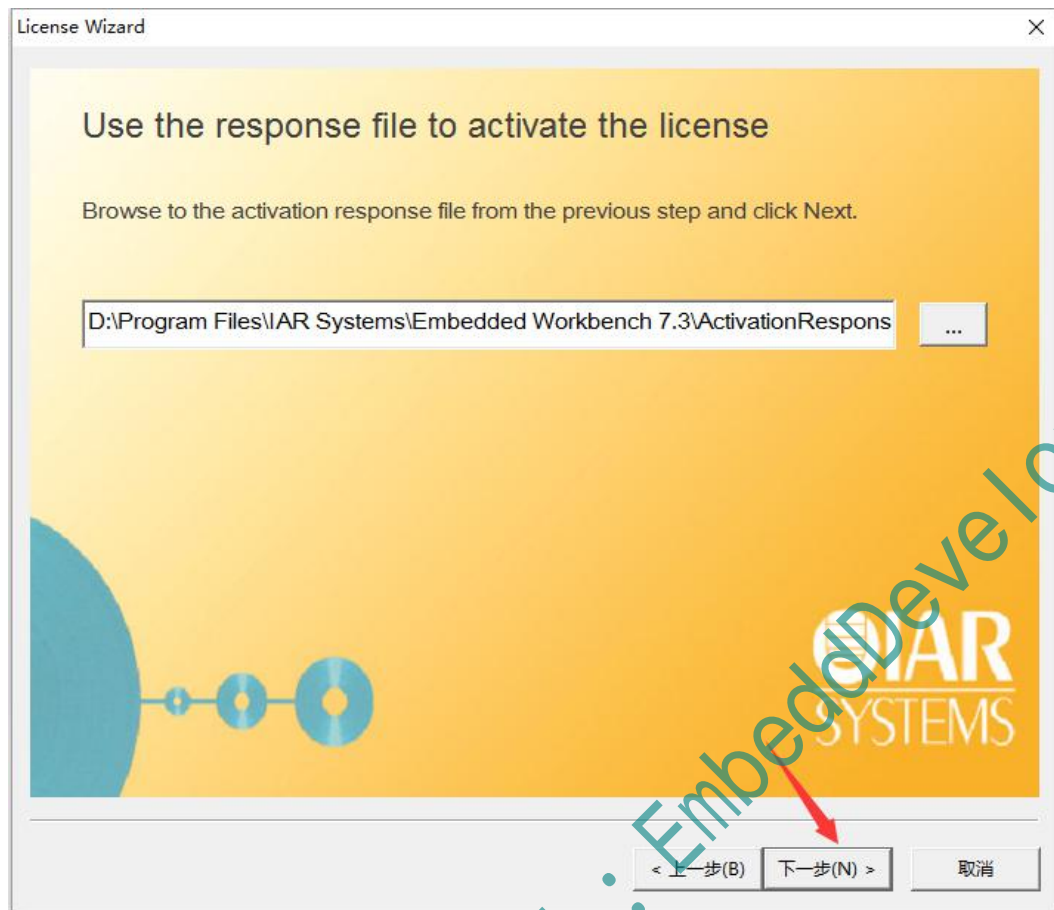 License Wizard
Use the response file to activate the license
Browse to the activation response file from the previous step and click Next.
D:\Program Files\IAR Systems\Embedded Workbench 7.3\ActivationRespons
...
IAR
SYSTEMS
: EmbeddDevelo
< 上一步(B)
下一步(N) >
取消